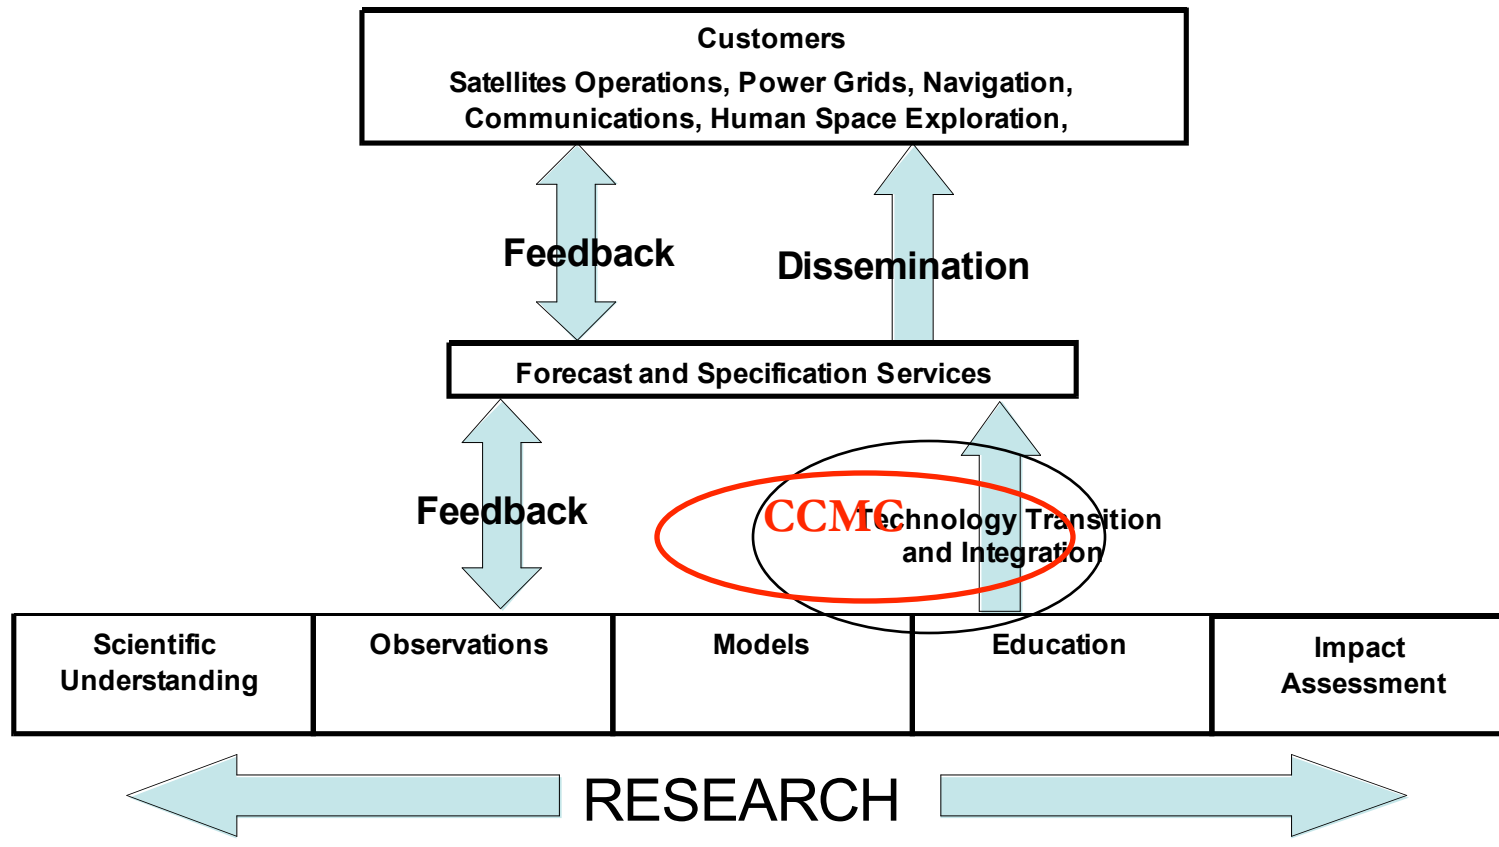 Customers
Satellites Operations, Power Grids, Navigation,
Communications, Human Space Exploration,
Feedback
Dissemination
Forecast and Specification Services
Feedback
CCMC
Technology Transition
and Integration
Scientific
Understanding
Observations
Models
Education
Impact
Assessment
RESEARCH